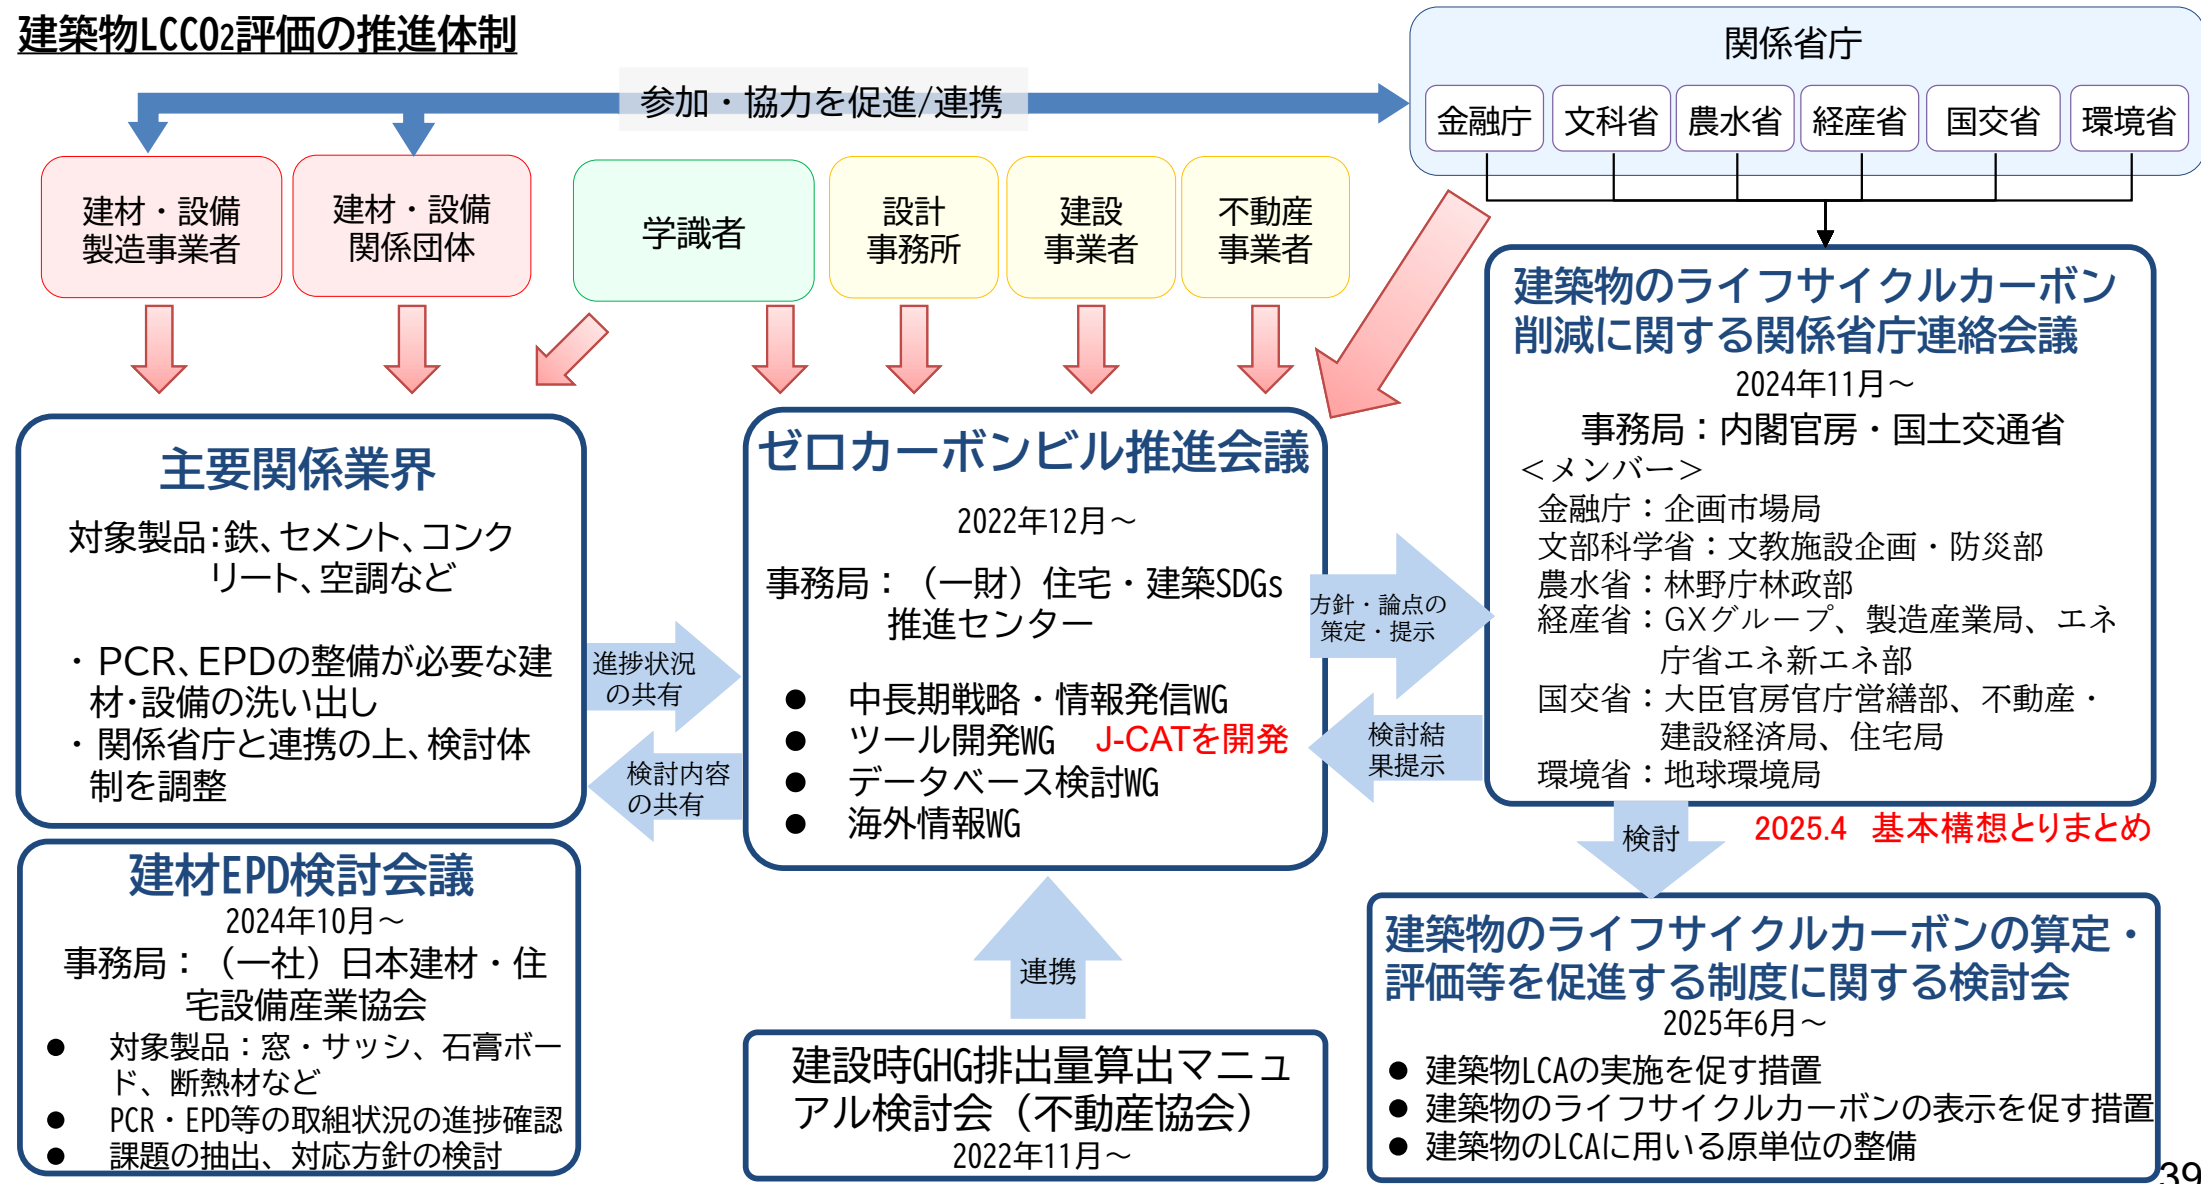 建築物LCCO2評価の推進体制
参加・協力を促進/連携
関係省庁
金融庁
文科省
農水省
経産省
国交省
環境省
建材・設備
製造事業者
建材・設備
関係団体
学識者
設計
事務所
建設
事業者
不動産
事業者
主要関係業界
対象製品：鉄、セメント、コンク
リート、空調など
・PCR、EPDの整備が必要な建
材・設備の洗い出し
・関係省庁と連携の上、検討体
制を調整
進捗状況
の共有
検討内容
の共有
ゼロカーボンビル推進会議
2022年12月～
事務局：（一財）住宅・建築SDGs
推進センター
● 中長期戦略・情報発信WG
● ツール開発WG J-CATを開発
● データベース検討WG
● 海外情報WG
方針・論点の
策定・提示
検討結
果提示
建築物のライフサイクルカーボン
削減に関する関係省庁連絡会議
2024年11月～
事務局：内閣官房・国土交通省
＜メンバー＞
金融庁：企画市場局
文部科学省：文教施設企画・防災部
農水省：林野庁林政部
経産省：GXグループ、製造産業局、エネ
庁省エネ新エネ部
国交省：大臣官房官庁営繕部、不動産・
建設経済局、住宅局
環境省：地球環境局
検討
2025.4 基本構想とりまとめ
建材EPD検討会議
2024年10月～
事務局：（一社）日本建材・住
宅設備産業協会
● 対象製品：窓・サッシ、石膏ボー
ド、断熱材など
● PCR・EPD等の取組状況の進捗確認
● 課題の抽出、対応方針の検討
連携
建設時GHG排出量算出マニュ
アル検討会（不動産協会）
2022年11月～
建築物のライフサイクルカーボンの算定・
評価等を促進する制度に関する検討会
2025年6月～
● 建築物LCAの実施を促す措置
● 建築物のライフサイクルカーボンの表示を促す措置
● 建築物のLCAに用いる原単位の整備
39